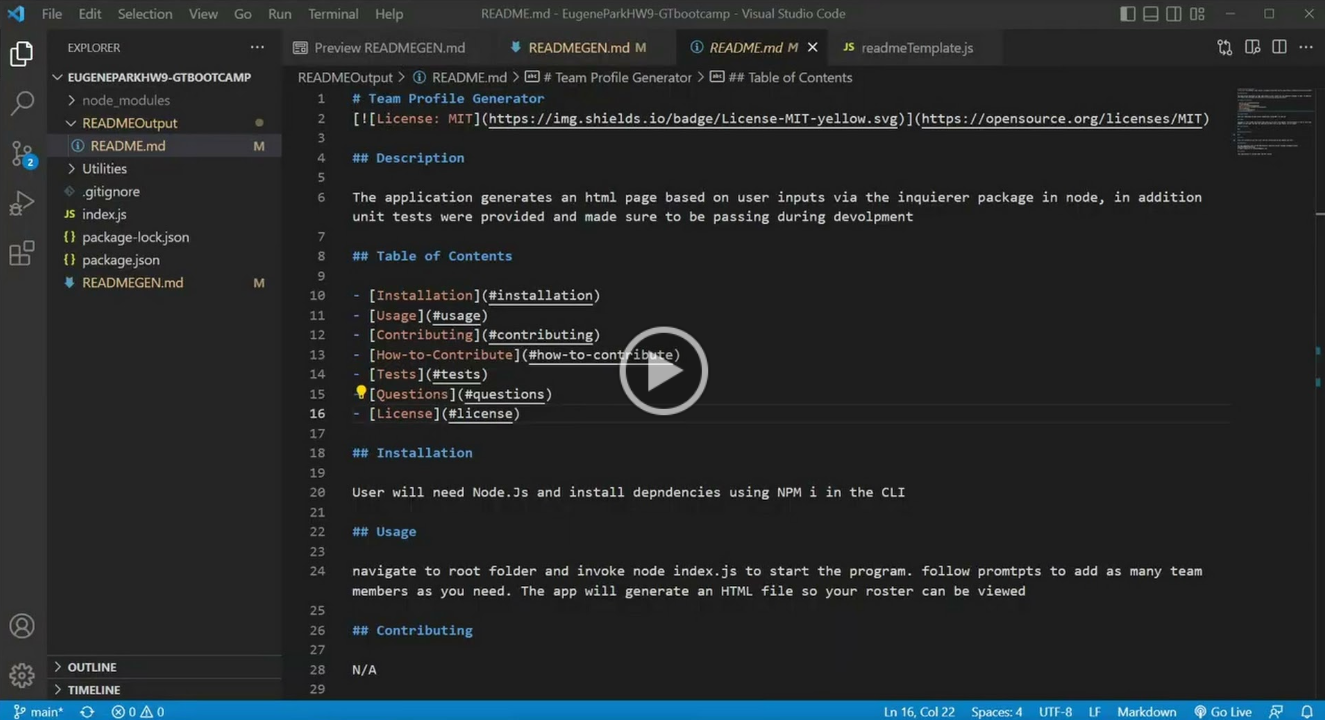 File Edit Selection View Go Run Terminal Help README.md - EugeneParkHW9-GTbootcamp - Visual Studio Code
EXPLORER
Preview READMEGEN.md READMEGEN.md M README.md M readmeTemplate.js
EUGENEPARKHW9-GTBOOTCAMP
node_modules
READMEOutput
README.md M
Utilities
.gitignore
index.js
package-lock.json
package.json
READMEGEN.md M
OUTLINE
TIMELINE
2
READMEOutput > README.md > # Team Profile Generator > ## Table of Contents
1 # Team Profile Generator
2 [![License: MIT](https://img.shields.io/badge/License-MIT-yellow.svg)](https://opensource.org/licenses/MIT)
3
4 ## Description
5
6 The application generates an html page based on user inputs via the inquierer package in node, in addition
unit tests were provided and made sure to be passing during devolpment
7
8 ## Table of Contents
9
10 - [Installation](#installation)
11 - [Usage](#usage)
12 - [Contributing](#contributing)
13 - [How-to-Contribute](#how-to-contribute)
14 - [Tests](#tests)
15 - [Questions](#questions)
16 - [License](#license)
17
18 ## Installation
19
20 User will need Node.Js and install depndencies using NPM i in the CLI
21
22 ## Usage
23
24 navigate to root folder and invoke node index.js to start the program. follow promtpts to add as many team
members as you need. The app will generate an HTML file so your roster can be viewed
25
26 ## Contributing
27
28 N/A
29
main* 0 0 Ln 16, Col 22 Spaces: 4 UTF-8 LF Markdown Go Live